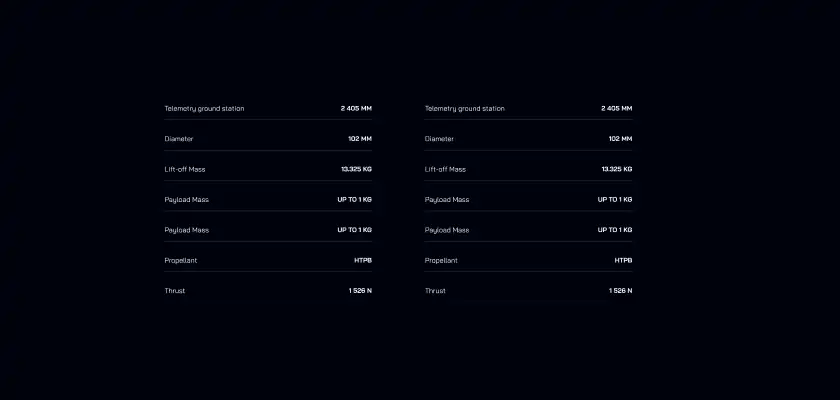 Telemetry ground station 2 405 MM Telemetry ground station 2 405 MM
Diameter 102 MM Diameter 102 MM
Lift-off Mass 13.325 KG Lift-off Mass 13.325 KG
Payload Mass UP TO 1 KG Payload Mass UP TO 1 KG
Payload Mass UP TO 1 KG Payload Mass UP TO 1 KG
Propellant HTPB Propellant HTPB
Thrust 1 526 N Thrust 1 526 N